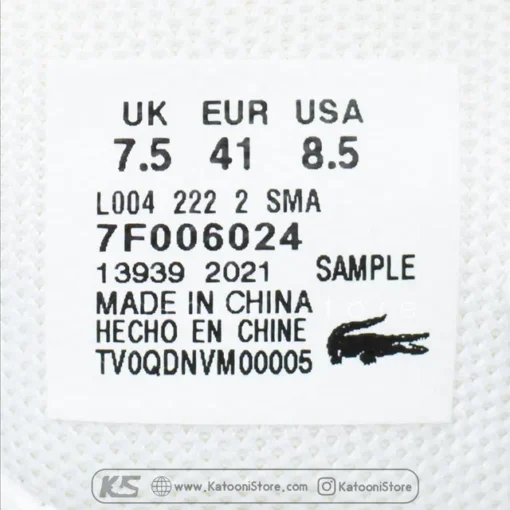 UK EUR USA
7.5 41 8.5
L004 222 2 SMA
7F006024
13939 2021 SAMPLE
MADE IN CHINA
HECHO EN CHINE
TV0QDNVM00005
KS www.KatooniStore.com KatooniStore